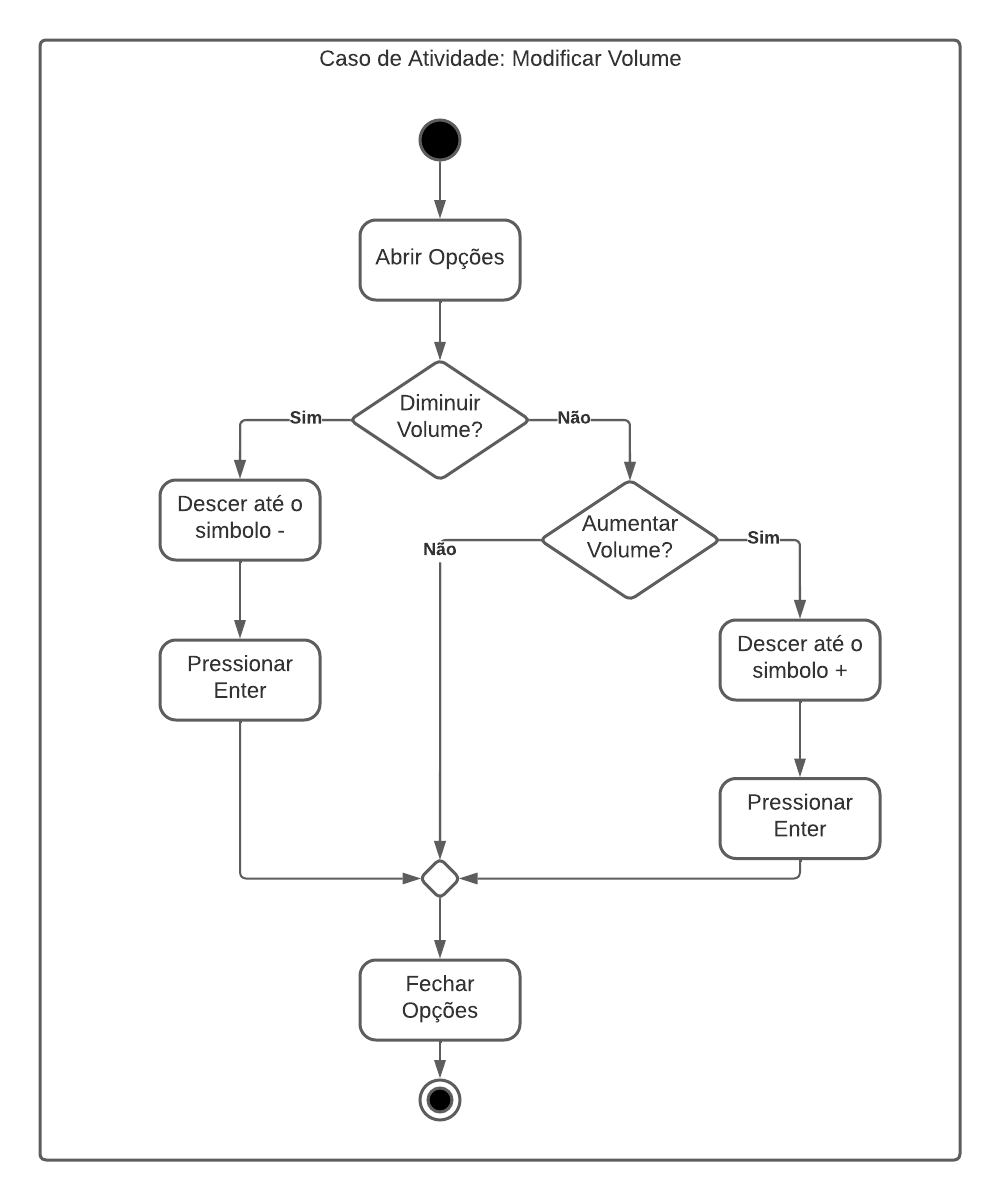 Caso de Atividade: Modificar Volume
Abrir Opções
Diminuir
Volume?
Sim
Não
Descer até o
simbolo -
Aumentar
Volume?
Não
Sim
Pressionar
Enter
Descer até o
simbolo +
Pressionar
Enter
Fechar
Opções